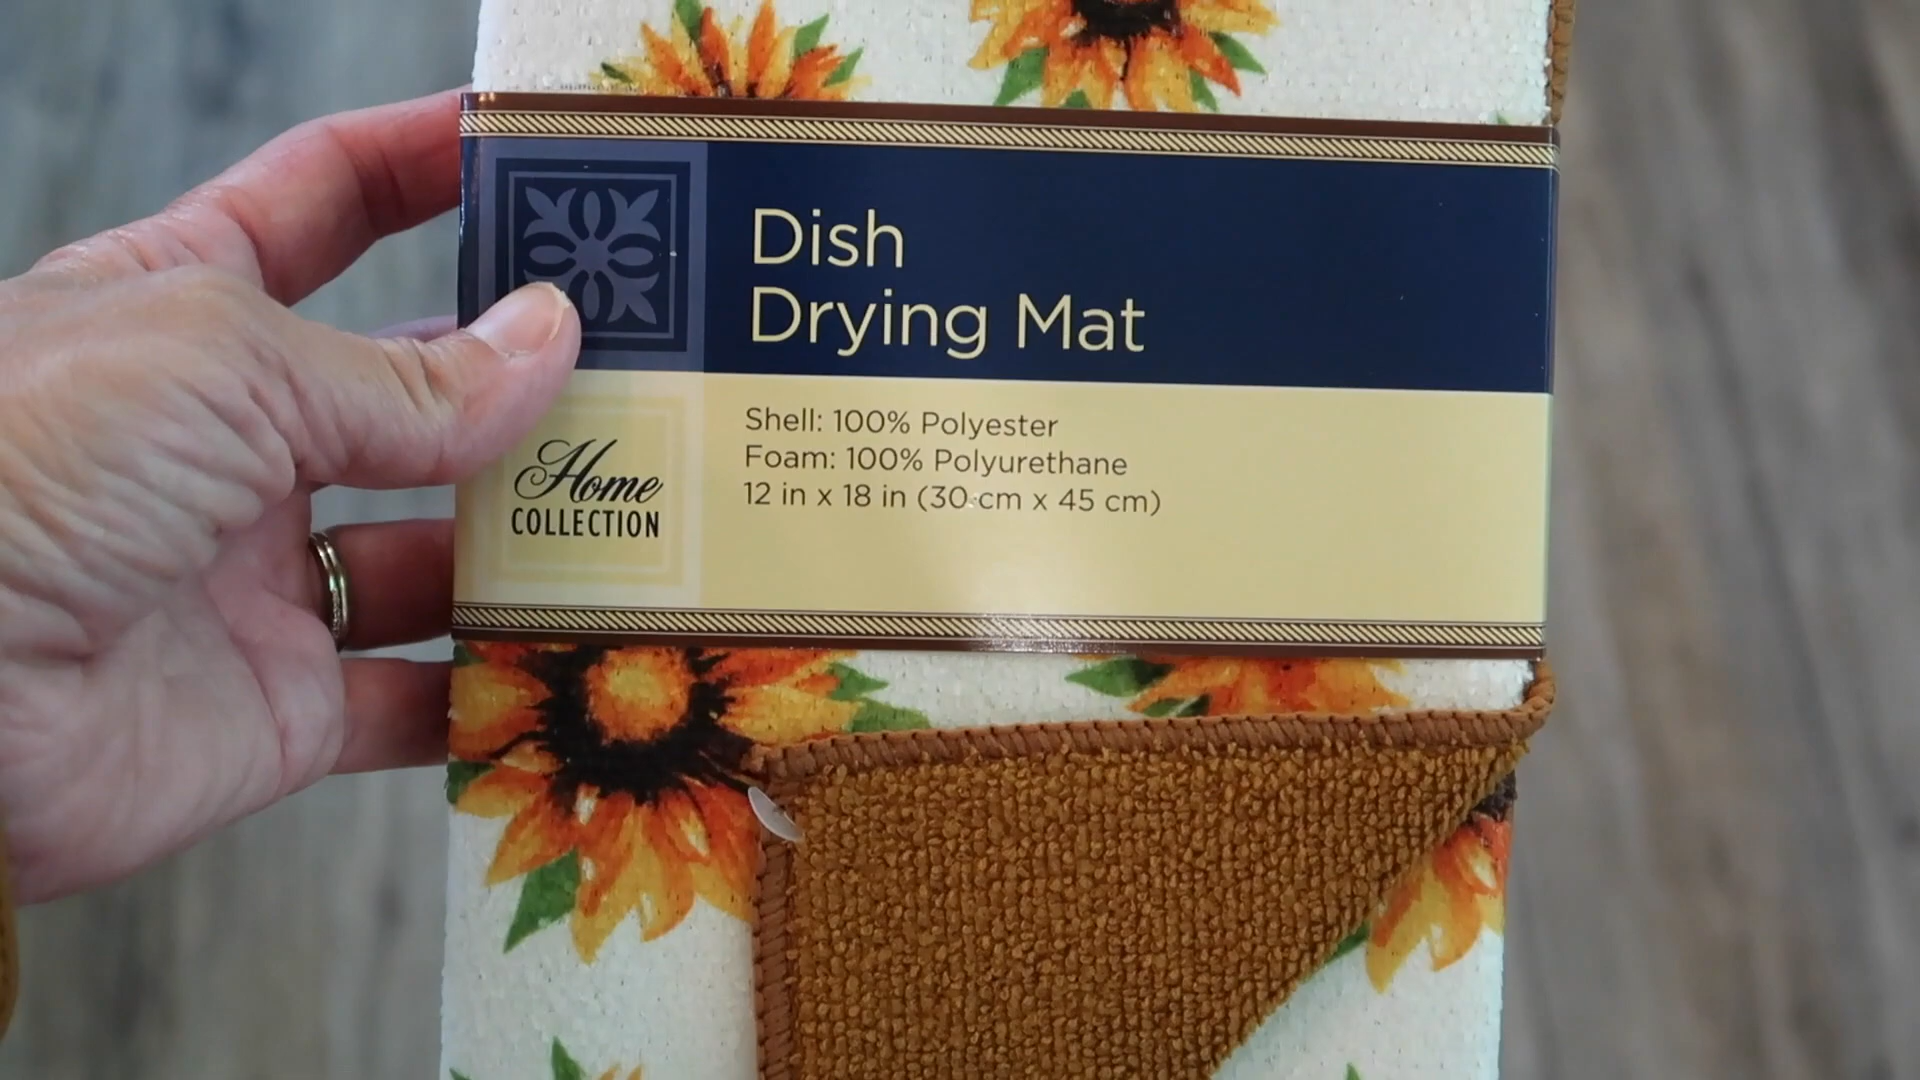 Dish
Drying Mat
Shell: 100% Polyester
Foam: 100% Polyurethane
12 in x 18 in (30 cm x 45 cm)
Home
COLLECTION